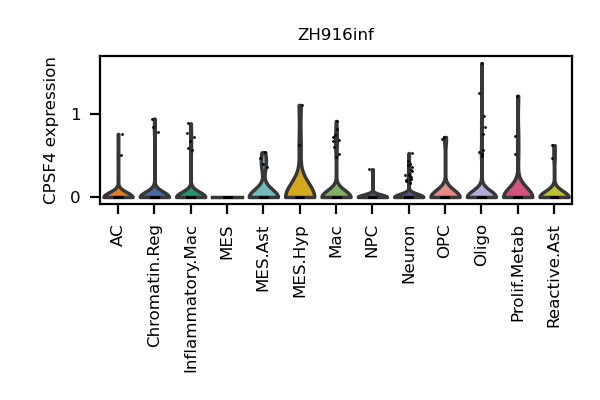 ZH916inf
CPSF4 expression
1
0
AC
Chromatin.Reg
Inflammatory.Mac
MES
MES.Ast
MES.Hyp
Mac
NPC
Neuron
OPC
Oligo
Prolif.Metab
Reactive.Ast